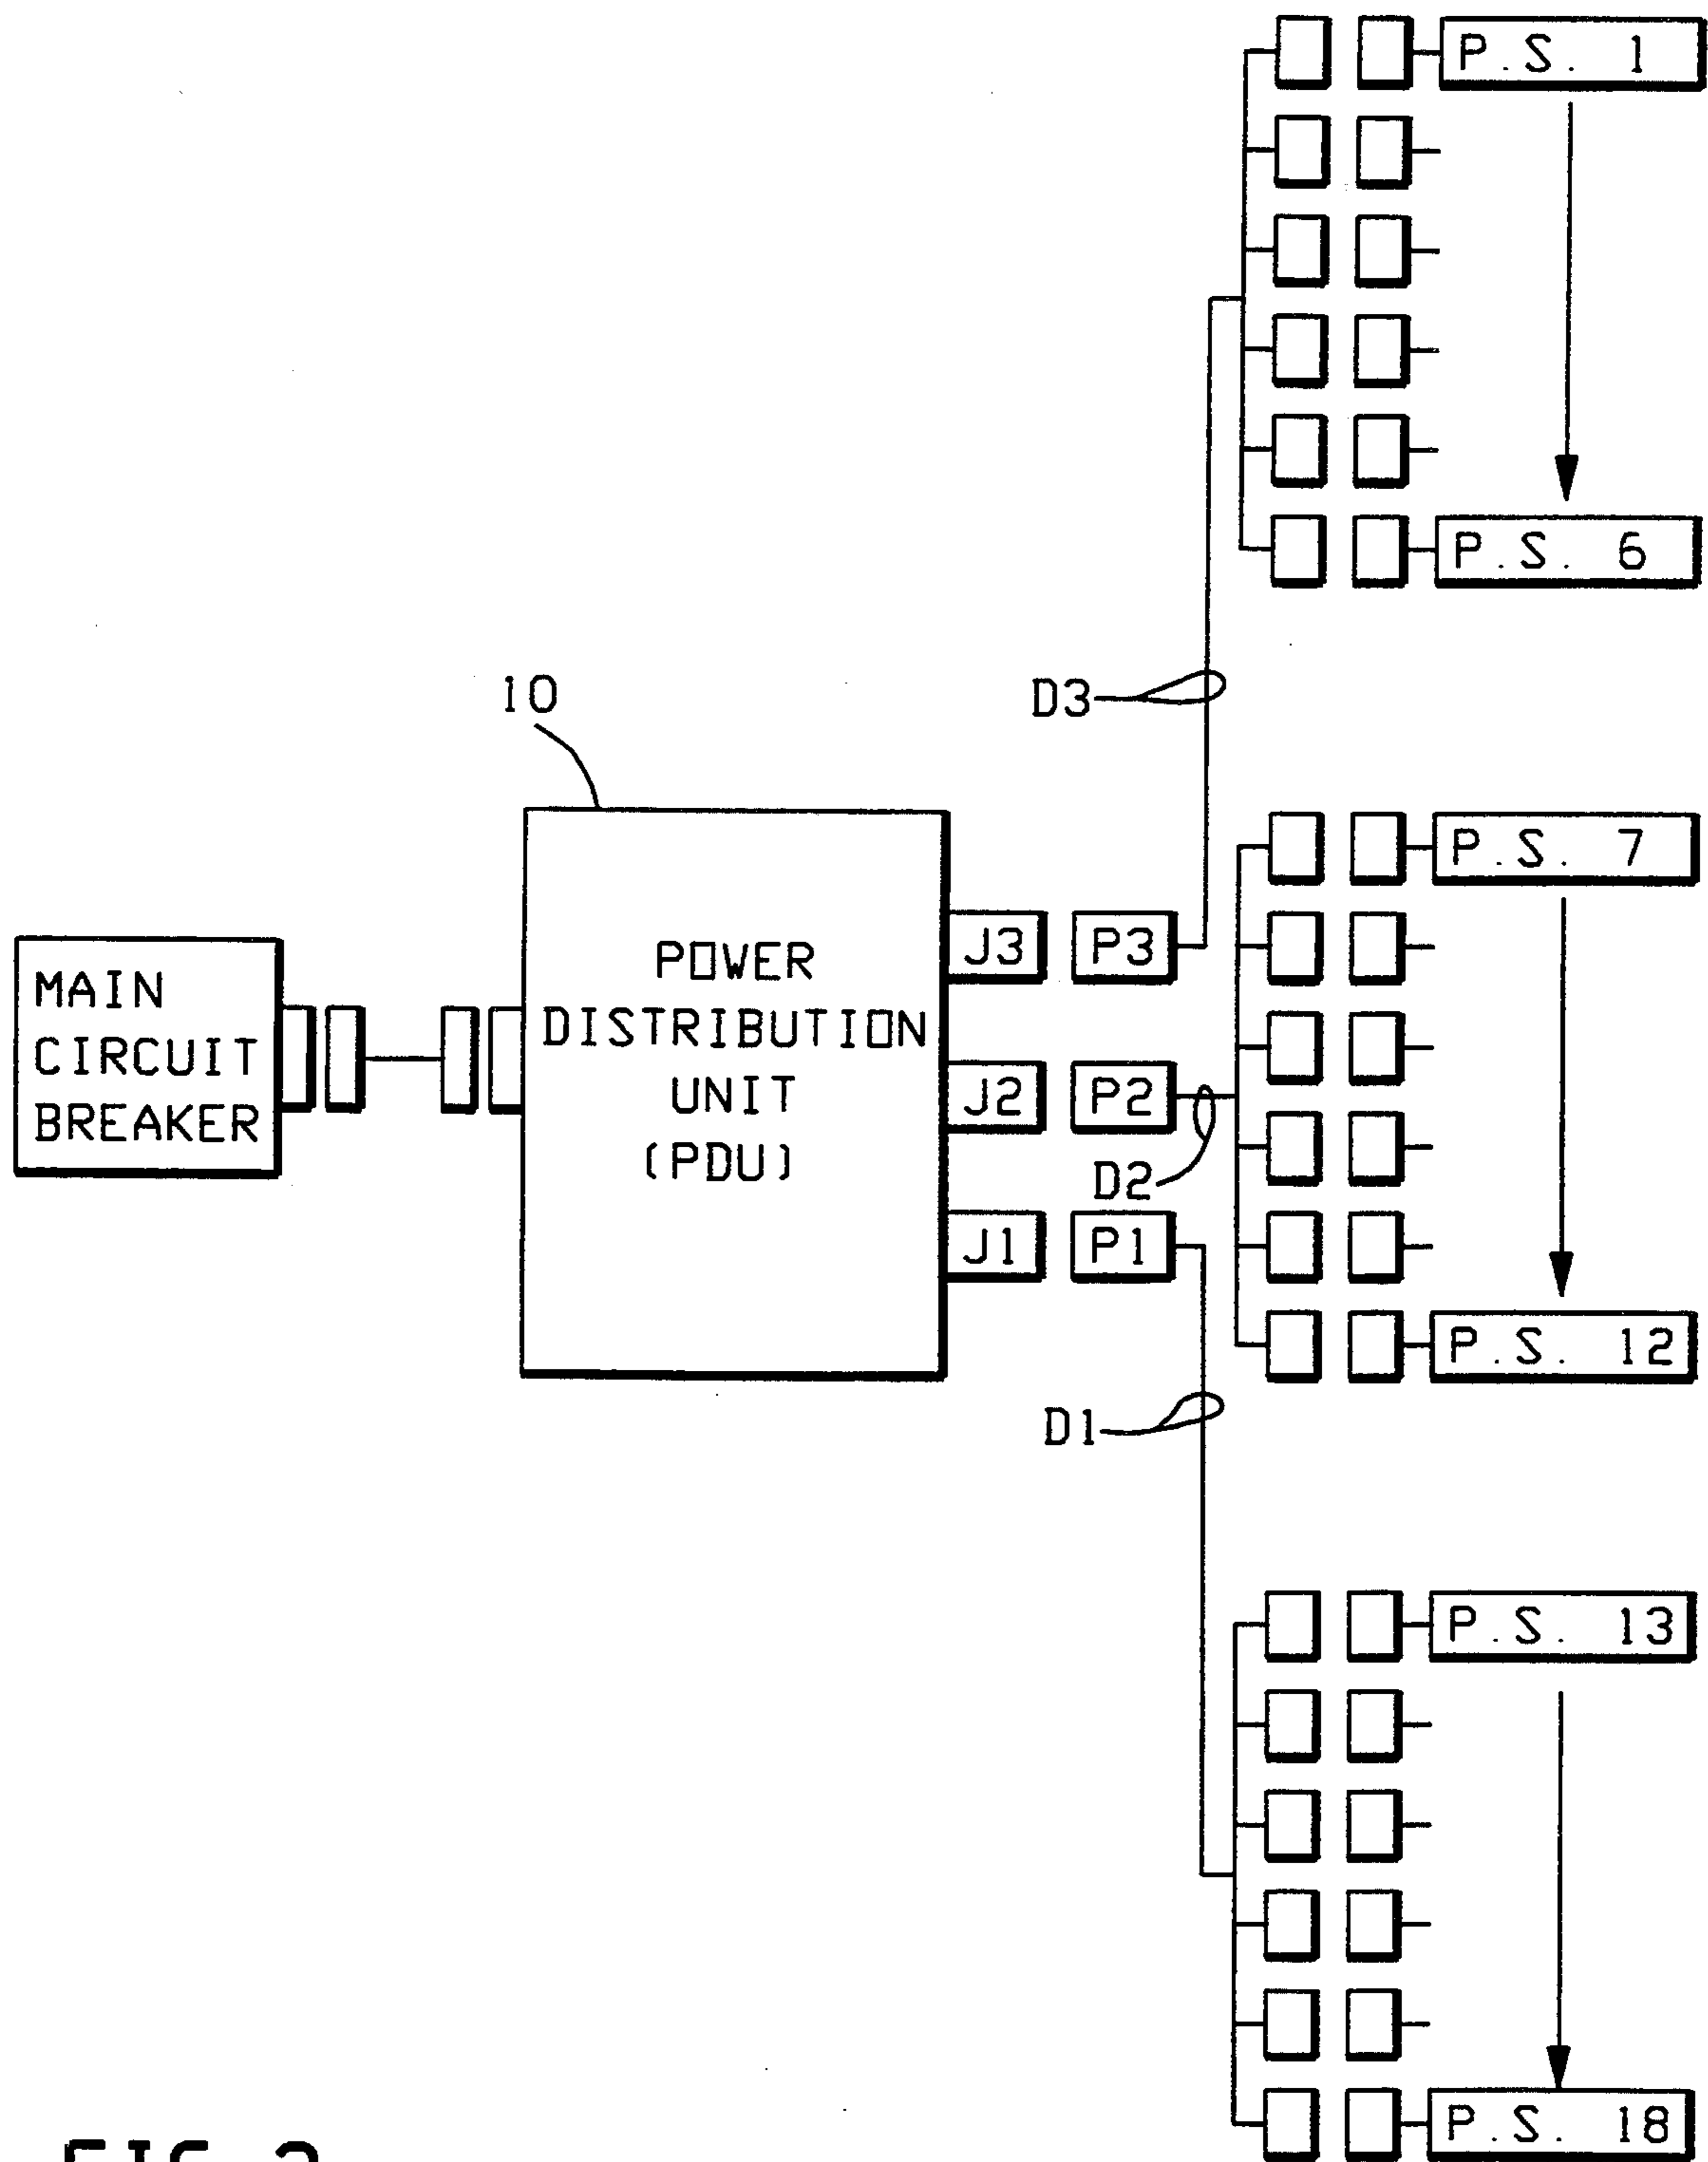 P.S. 1
P.S. 6
10
D3
P.S. 7
J3 P3
MAIN
CIRCUIT
BREAKER
POWER
DISTRIBUTION
UNIT
(PDU)
J2 P2
D2
J1 P1
P.S. 12
D1
P.S. 13
P.S. 18